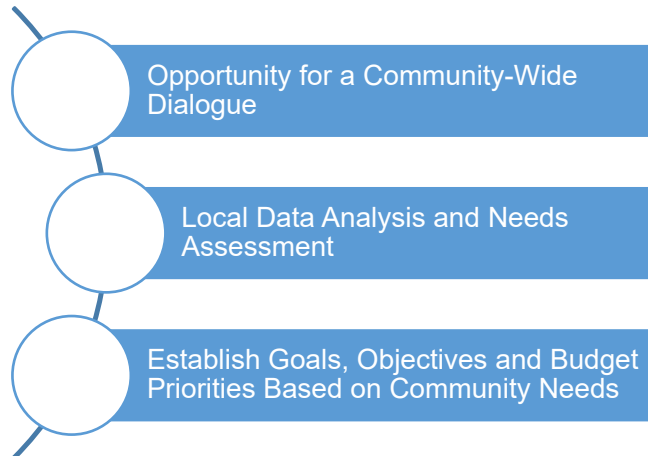 Opportunity for a Community-Wide
Dialogue
Local Data Analysis and Needs
Assessment
Establish Goals, Objectives and Budget
Priorities Based on Community Needs